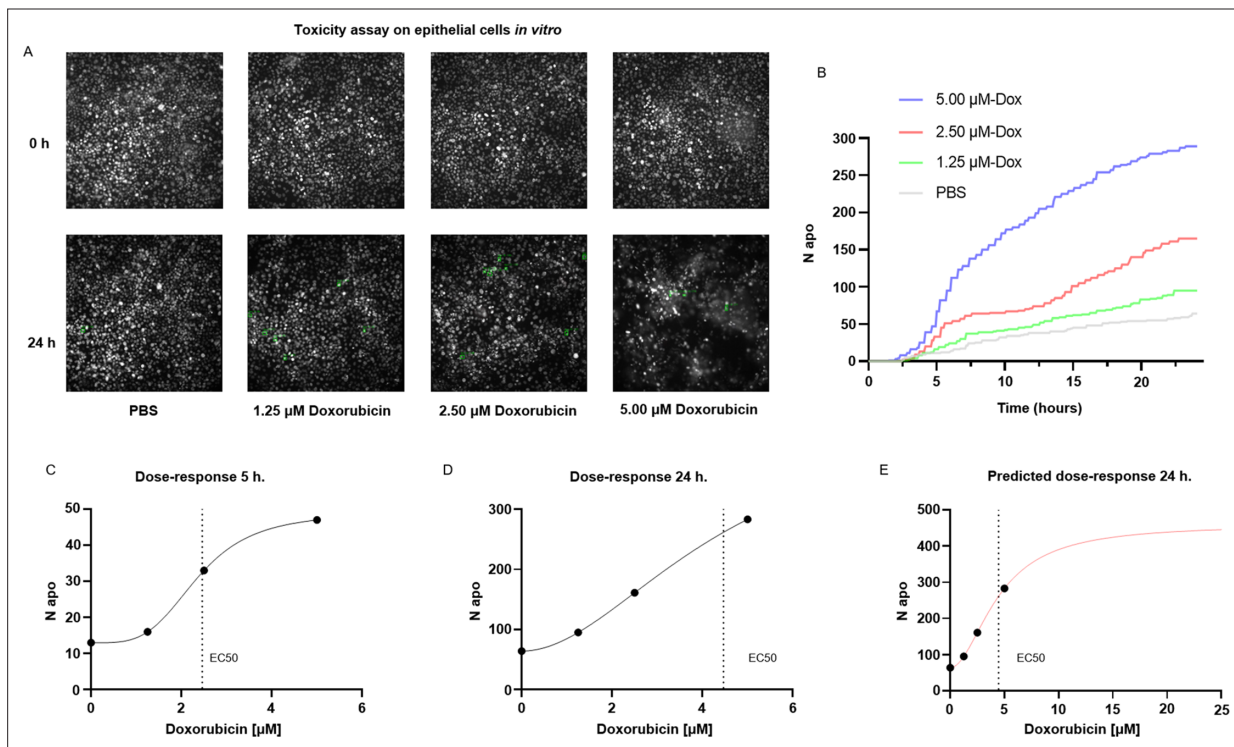 Toxicity assay on epithelial cells in vitro
A
0 h
24 h
PBS
1.25 µM Doxorubicin
2.50 µM Doxorubicin
5.00 µM Doxorubicin
B
5.00 µM-Dox
2.50 µM-Dox
1.25 µM-Dox
PBS
300
250
200
150
100
50
0
N apo
0
5
10
15
20
Time (hours)
C
Dose-response 5 h.
50
40
30
20
10
0
N apo
EC50
0
2
4
6
Doxorubicin [µM]
D
Dose-response 24 h.
300
200
100
0
N apo
EC50
0
2
4
6
Doxorubicin [µM]
E
Predicted dose-response 24 h.
500
400
300
200
100
0
N apo
EC50
0
5
10
15
20
25
Doxorubicin [µM]